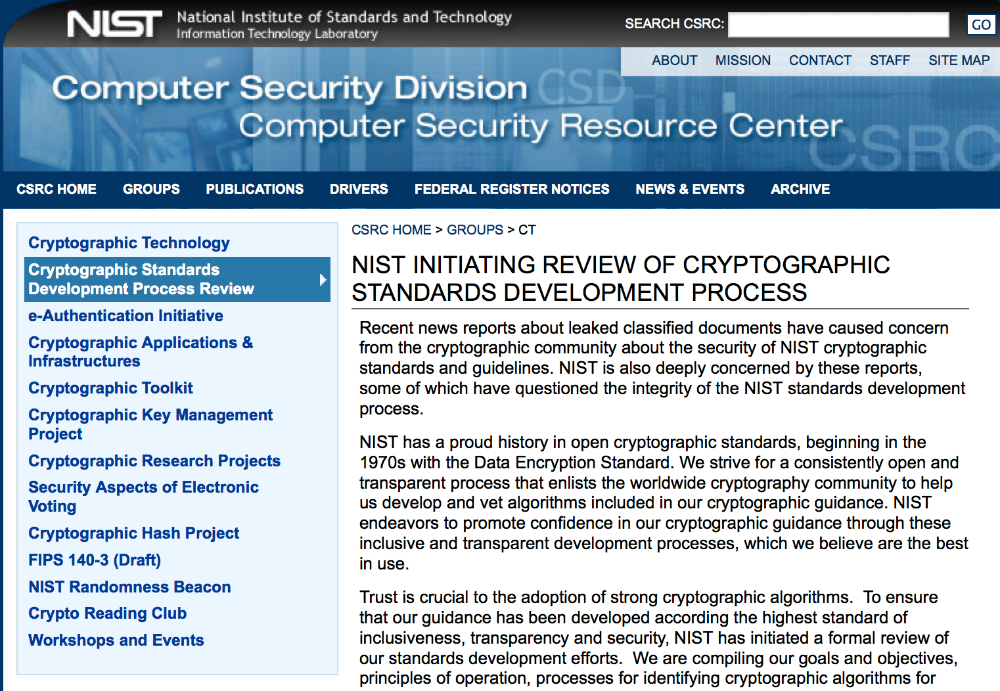 NIST National Institute of Standards and Technology
Information Technology Laboratory
SEARCH CSRC: GO
ABOUT MISSION CONTACT STAFF SITE MAP
Computer Security Division CSD
Computer Security Resource Center
CSRC
CSRC HOME GROUPS PUBLICATIONS DRIVERS FEDERAL REGISTER NOTICES NEWS & EVENTS ARCHIVE
Cryptographic Technology
Cryptographic Standards
Development Process Review
e-Authentication Initiative
Cryptographic Applications &
Infrastructures
Cryptographic Toolkit
Cryptographic Key Management
Project
Cryptographic Research Projects
Security Aspects of Electronic
Voting
Cryptographic Hash Project
FIPS 140-3 (Draft)
NIST Randomness Beacon
Crypto Reading Club
Workshops and Events
CSRC HOME > GROUPS > CT
NIST INITIATING REVIEW OF CRYPTOGRAPHIC
STANDARDS DEVELOPMENT PROCESS
Recent news reports about leaked classified documents have caused concern
from the cryptographic community about the security of NIST cryptographic
standards and guidelines. NIST is also deeply concerned by these reports,
some of which have questioned the integrity of the NIST standards development
process.
NIST has a proud history in open cryptographic standards, beginning in the
1970s with the Data Encryption Standard. We strive for a consistently open and
transparent process that enlists the worldwide cryptography community to help
us develop and vet algorithms included in our cryptographic guidance. NIST
endeavors to promote confidence in our cryptographic guidance through these
inclusive and transparent development processes, which we believe are the best
in use.
Trust is crucial to the adoption of strong cryptographic algorithms.  To ensure
that our guidance has been developed according the highest standard of
inclusiveness, transparency and security, NIST has initiated a formal review of
our standards development efforts.  We are compiling our goals and objectives,
principles of operation, processes for identifying cryptographic algorithms for